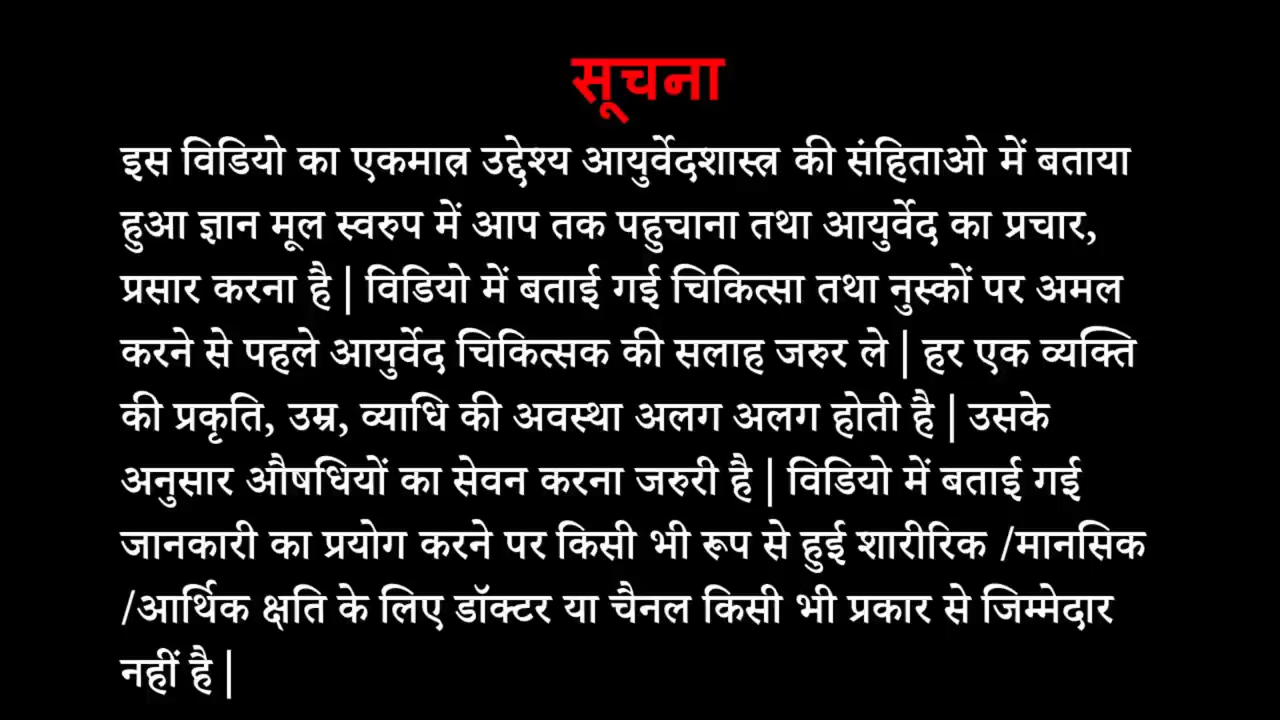 सूचना
इस विडियो का एकमात्र उद्देश्य आयुर्वेदशास्त्र की संहिताओ में बताया
हुआ ज्ञान मूल स्वरुप में आप तक पहुचाना तथा आयुर्वेद का प्रचार,
प्रसार करना है | विडियो में बताई गई चिकित्सा तथा नुस्कों पर अमल
करने से पहले आयुर्वेद चिकित्सक की सलाह जरुर ले | हर एक व्यक्ति
की प्रकृति, उम्र, व्याधि की अवस्था अलग अलग होती है | उसके
अनुसार औषधियों का सेवन करना जरुरी है | विडियो में बताई गई
जानकारी का प्रयोग करने पर किसी भी रूप से हुई शारीरिक /मानसिक
/आर्थिक क्षति के लिए डॉक्टर या चैनल किसी भी प्रकार से जिम्मेदार
नहीं है |